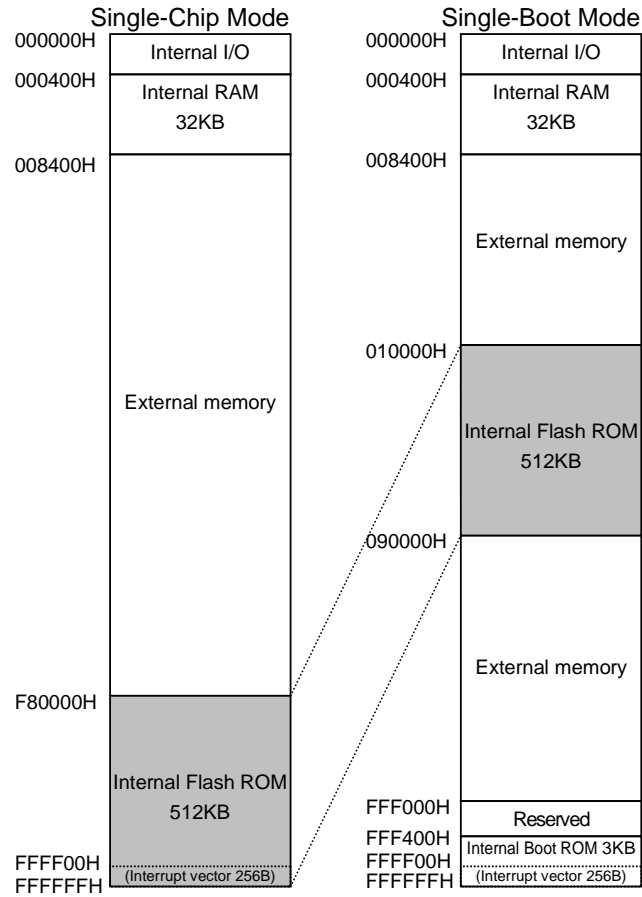 Single-Chip Mode
000000H
Internal I/O
000400H
Internal RAM
32KB
008400H
External memory
F80000H
Internal Flash ROM
512KB
FFFF00H
(Interrupt vector 256B)
FFFFFFH
Single-Boot Mode
000000H
Internal I/O
000400H
Internal RAM
32KB
008400H
External memory
010000H
Internal Flash ROM
512KB
090000H
External memory
FFF000H
Reserved
FFF400H
Internal Boot ROM 3KB
FFFF00H
(Interrupt vector 256B)
FFFFFFH